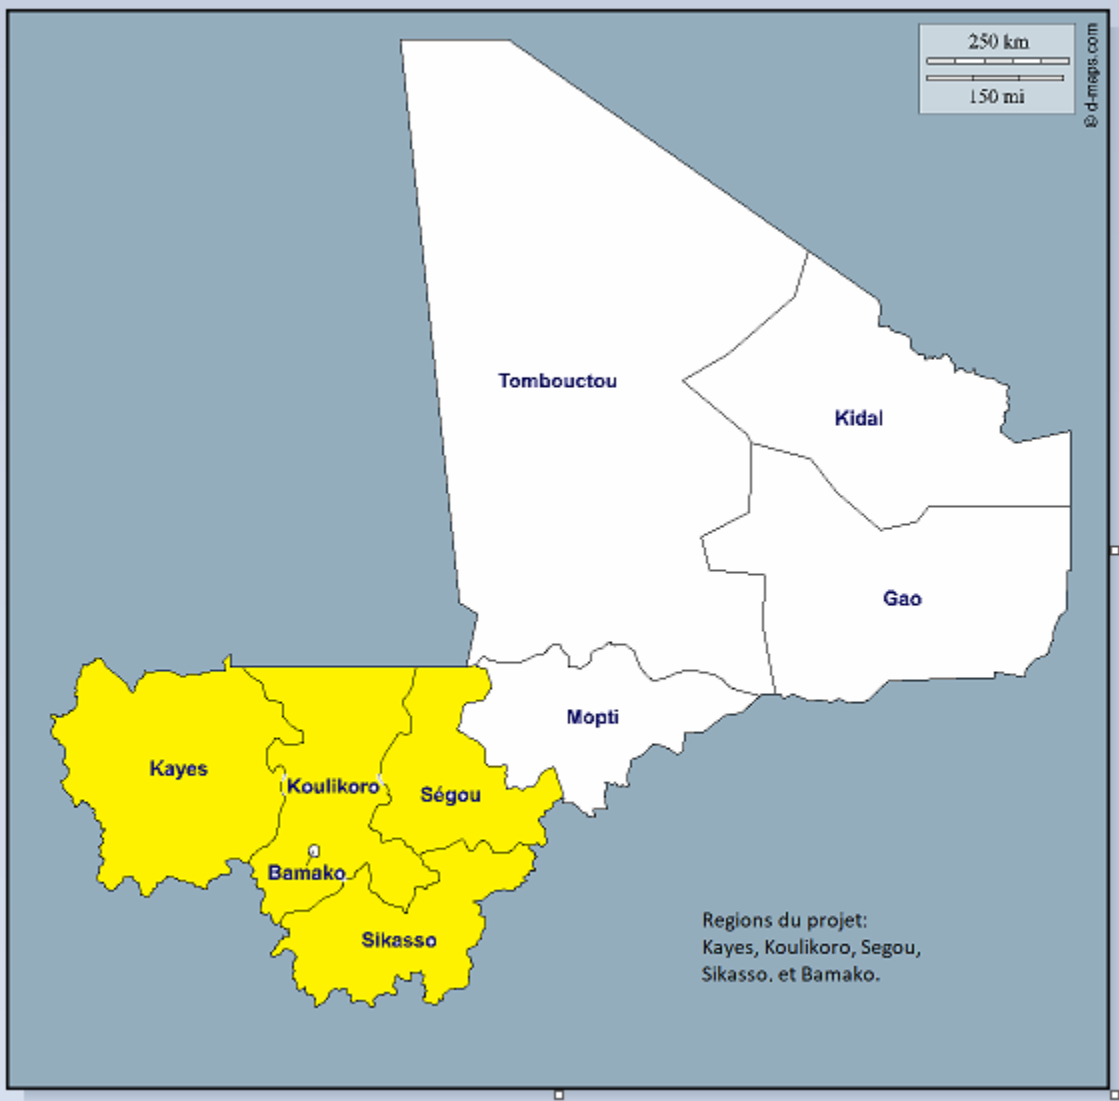 250 km
150 mi
© d-maps.com
Tombouctou
Kidal
Gao
Mopti
Kayes
Koulikoro
Ségou
Bamako
Sikasso
Regions du projet:
Kayes, Koulikoro, Segou,
Sikasso. et Bamako.